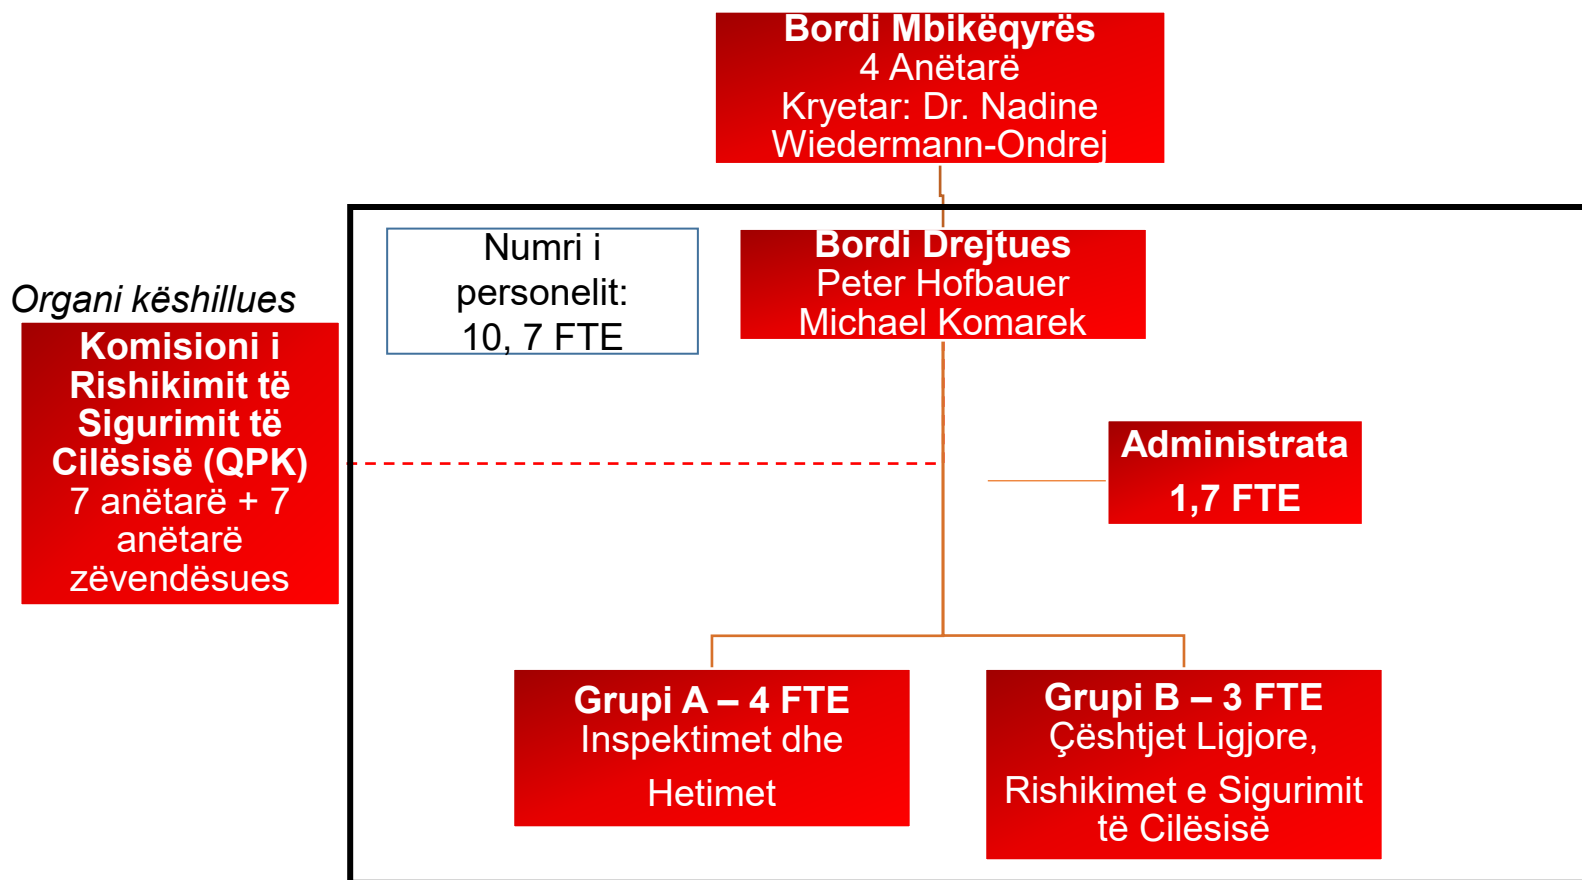 Bordi Mbikëqyrës
4 Anëtarë
Kryetar: Dr. Nadine
Wiedermann-Ondrej
Numri i
personelit:
10, 7 FTE
Bordi Drejtues
Peter Hofbauer
Michael Komarek
Organi këshillues
Komisioni i
Rishikimit të
Sigurimit të
Cilësisë (QPK)
7 anëtarë + 7
anëtarë
zëvendësues
Administrata
1,7 FTE
Grupi A – 4 FTE
Inspektimet dhe
Hetimet
Grupi B – 3 FTE
Çështjet Ligjore,
Rishikimet e Sigurimit
të Cilësisë